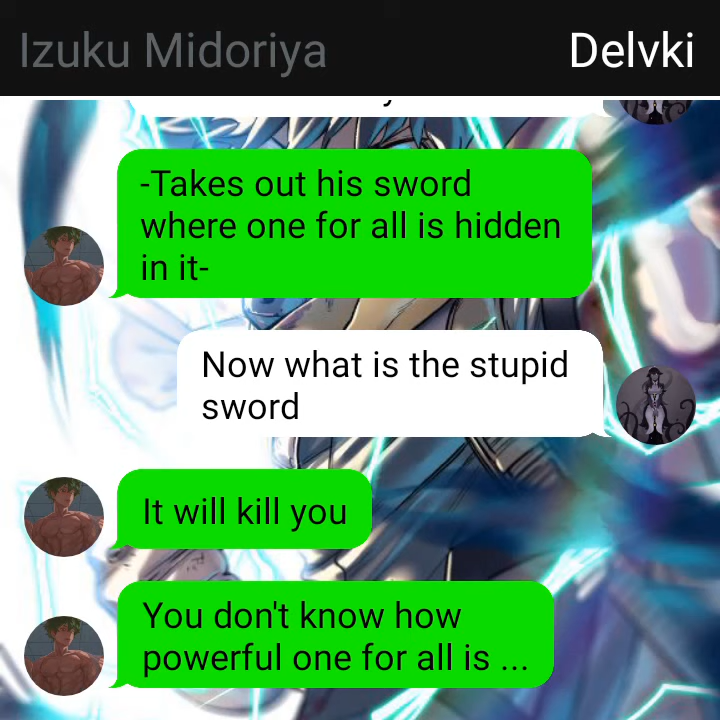 Izuku Midoriya
Delvki
-Takes out his sword
where one for all is hidden
in it-
Now what is the stupid
sword
It will kill you
You don't know how
powerful one for all is ...